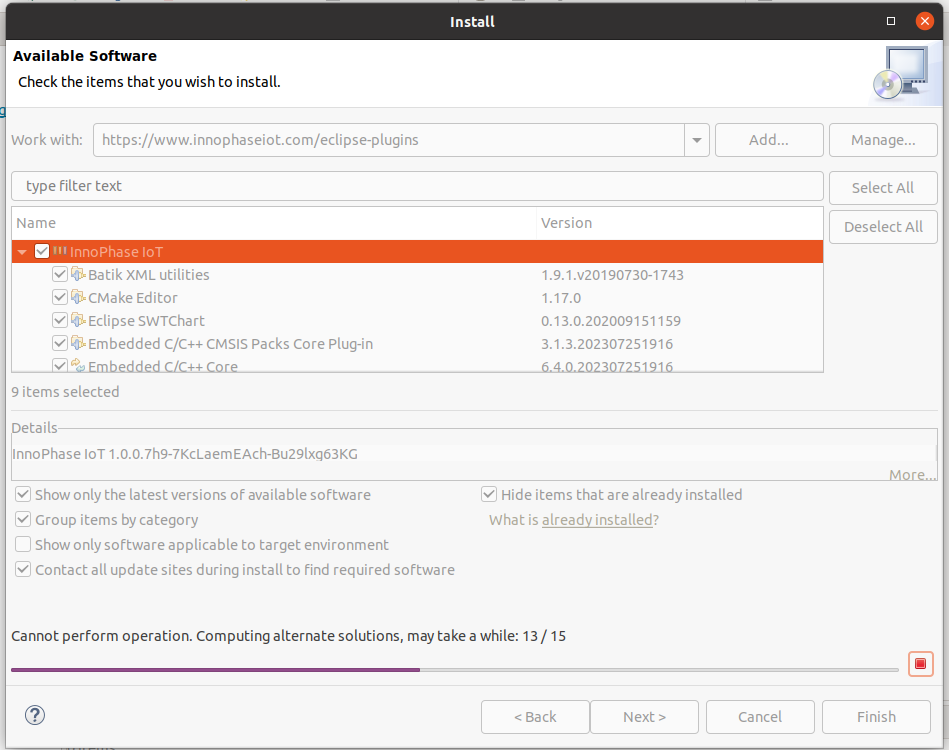 Install
Available Software
Check the items that you wish to install.
Work with: https://www.innophaseiot.com/eclipse-plugins Add... Manage...
type filter text Select All
Name Version Deselect All
InnoPhase IoT
Batik XML utilities 1.9.1.v20190730-1743
CMake Editor 1.17.0
Eclipse SWTChart 0.13.0.202009151159
Embedded C/C++ CMSIS Packs Core Plug-in 3.1.3.202307251916
Embedded C/C++ Core 6.4.0.202307251916
9 items selected
Details
InnoPhase IoT 1.0.0.7h9-7KcLaemEAch-Bu29lxg63KG
More...
Show only the latest versions of available software Hide items that are already installed
Group items by category What is already installed?
Show only software applicable to target environment
Contact all update sites during install to find required software
Cannot perform operation. Computing alternate solutions, may take a while: 13 / 15
? < Back Next > Cancel Finish